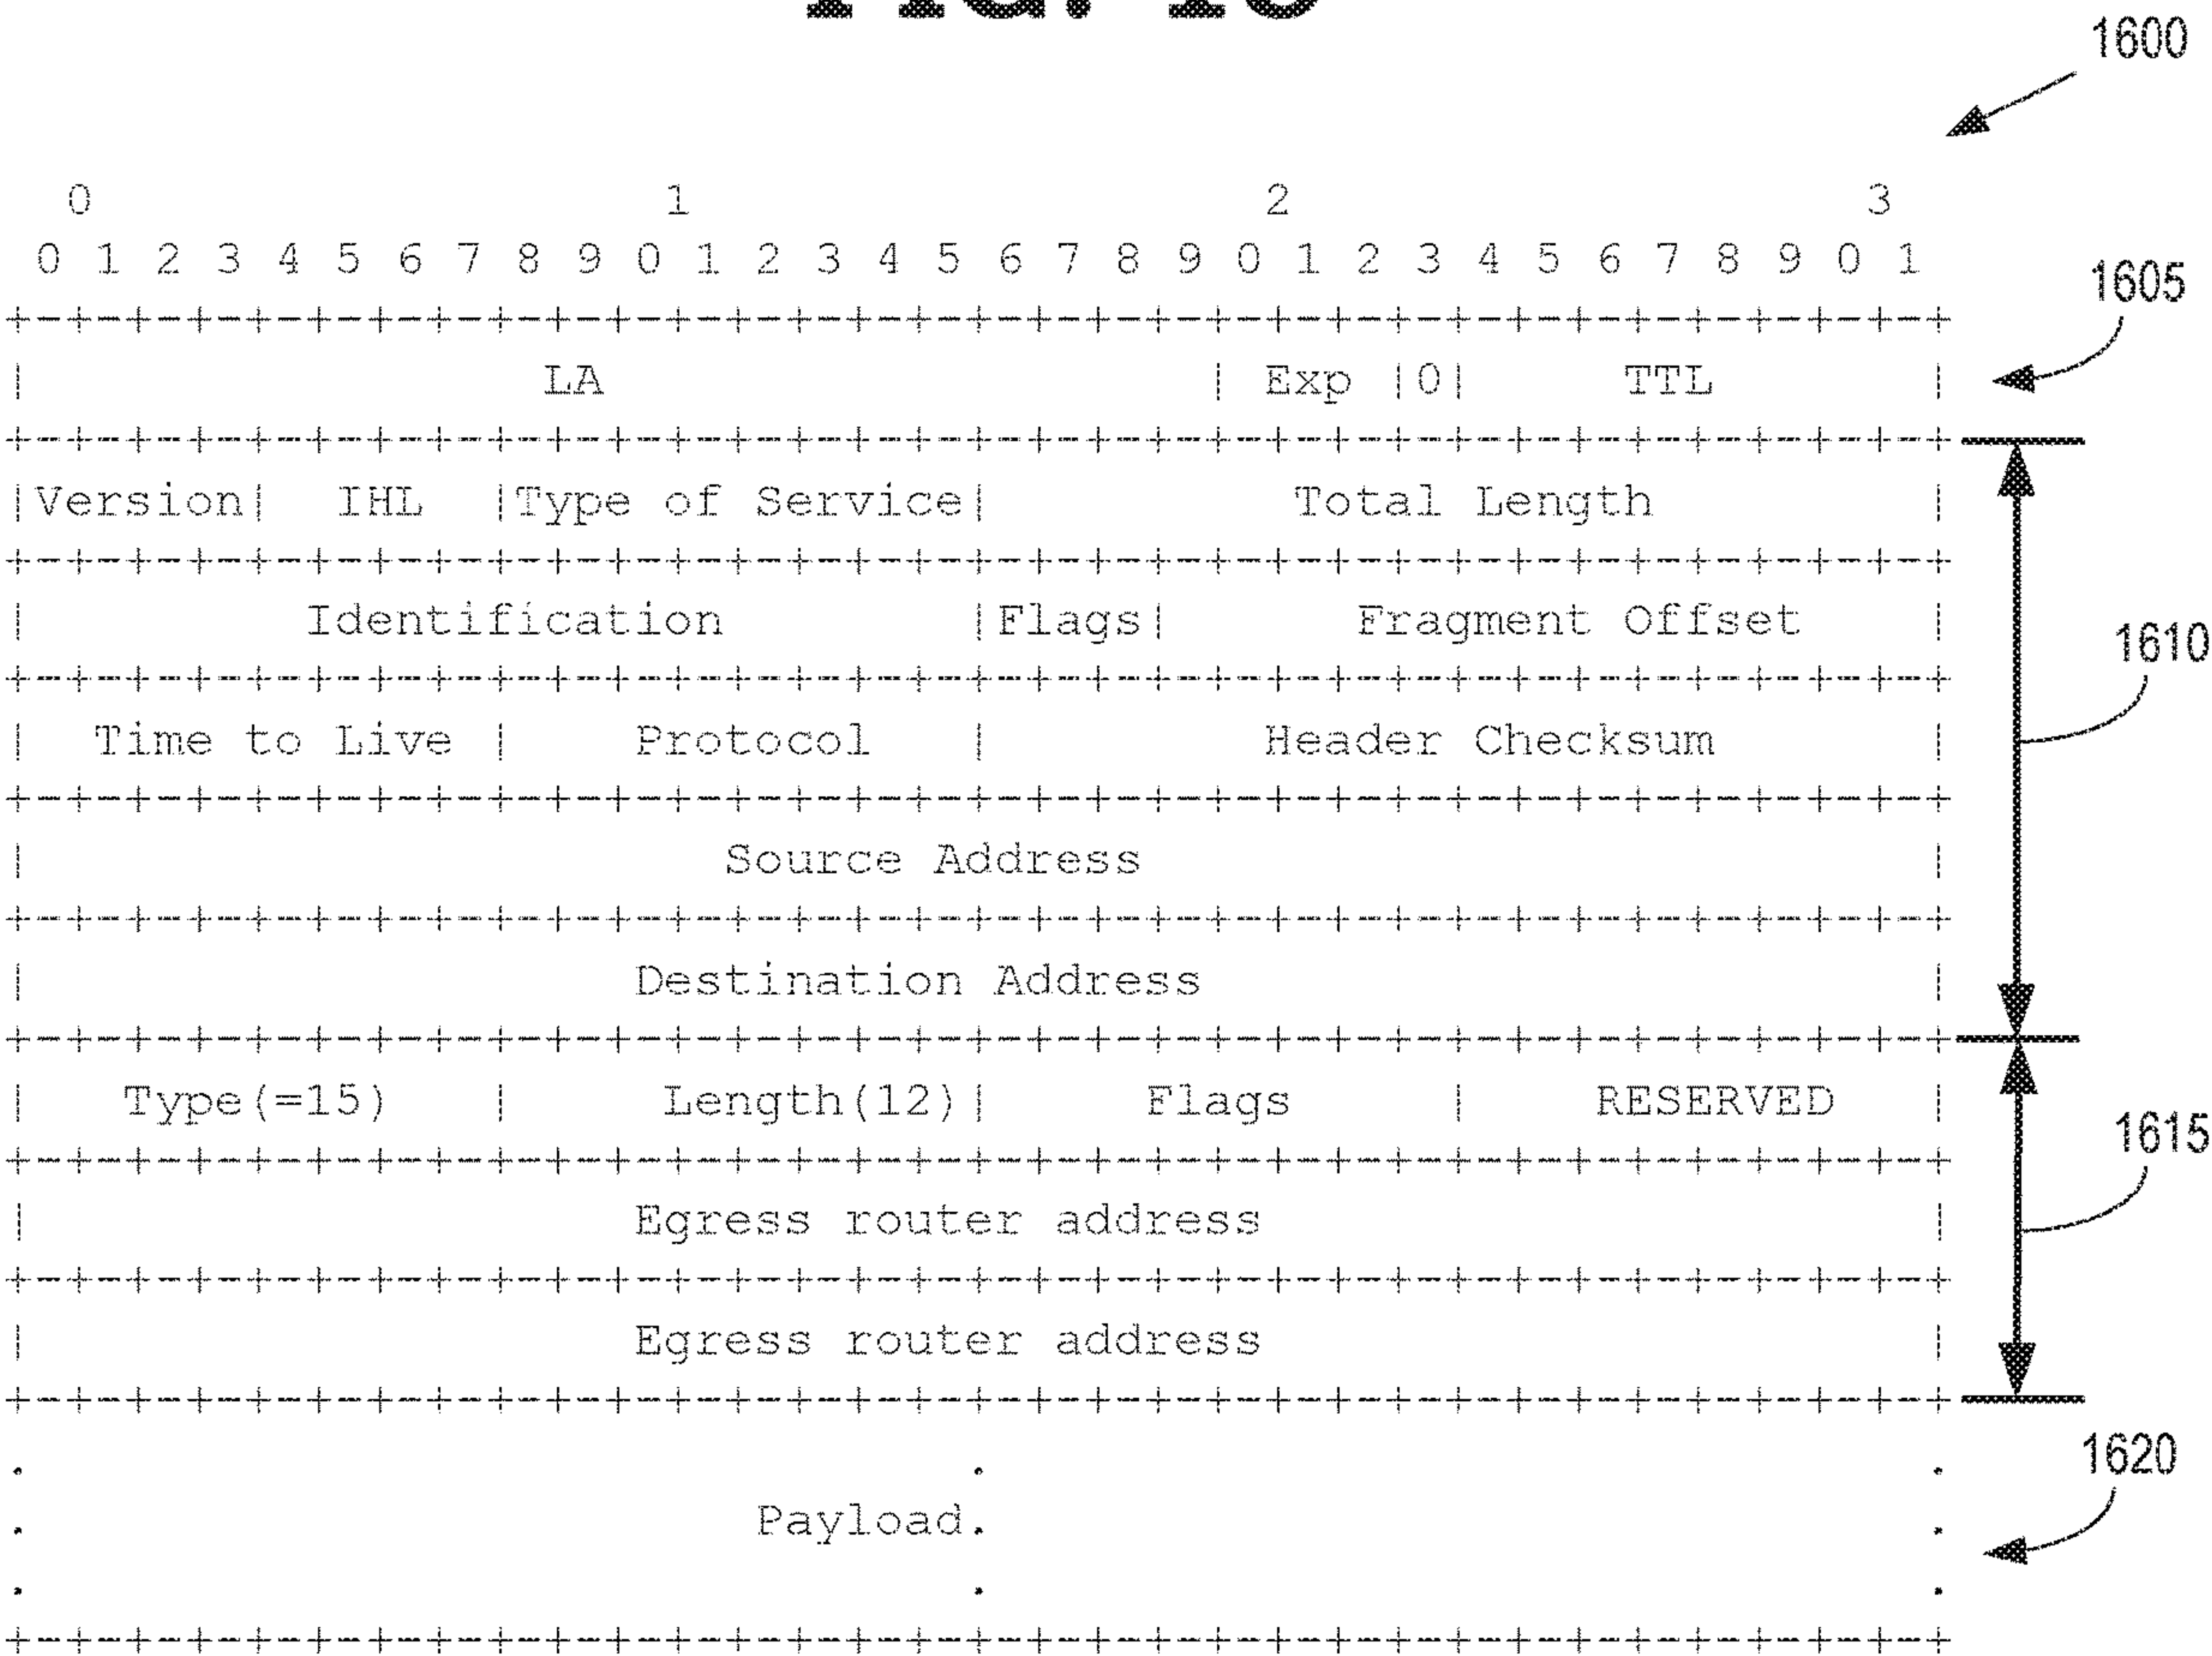 1600
0 1 2 3
0 1 2 3 4 5 6 7 8 9 0 1 2 3 4 5 6 7 8 9 0 1 2 3 4 5 6 7 8 9 0 1
1605
+-+-+-+-+-+-+-+-+-+-+-+-+-+-+-+-+-+-+-+-+-+-+-+-+-+-+-+-+-+-+-+-+
| LA | Exp |0| TTL |
+-+-+-+-+-+-+-+-+-+-+-+-+-+-+-+-+-+-+-+-+-+-+-+-+-+-+-+-+-+-+-+-+
|Version| IHL |Type of Service| Total Length |
+-+-+-+-+-+-+-+-+-+-+-+-+-+-+-+-+-+-+-+-+-+-+-+-+-+-+-+-+-+-+-+-+
| Identification |Flags| Fragment Offset |
1610
+-+-+-+-+-+-+-+-+-+-+-+-+-+-+-+-+-+-+-+-+-+-+-+-+-+-+-+-+-+-+-+-+
| Time to Live | Protocol | Header Checksum |
+-+-+-+-+-+-+-+-+-+-+-+-+-+-+-+-+-+-+-+-+-+-+-+-+-+-+-+-+-+-+-+-+
| Source Address |
+-+-+-+-+-+-+-+-+-+-+-+-+-+-+-+-+-+-+-+-+-+-+-+-+-+-+-+-+-+-+-+-+
| Destination Address |
+-+-+-+-+-+-+-+-+-+-+-+-+-+-+-+-+-+-+-+-+-+-+-+-+-+-+-+-+-+-+-+-+
| Type(=15) | Length(12)| Flags | RESERVED |
1615
+-+-+-+-+-+-+-+-+-+-+-+-+-+-+-+-+-+-+-+-+-+-+-+-+-+-+-+-+-+-+-+-+
| Egress router address |
+-+-+-+-+-+-+-+-+-+-+-+-+-+-+-+-+-+-+-+-+-+-+-+-+-+-+-+-+-+-+-+-+
| Egress router address |
+-+-+-+-+-+-+-+-+-+-+-+-+-+-+-+-+-+-+-+-+-+-+-+-+-+-+-+-+-+-+-+-+
1620
. . .
. Payload. .
. . .
+-+-+-+-+-+-+-+-+-+-+-+-+-+-+-+-+-+-+-+-+-+-+-+-+-+-+-+-+-+-+-+-+